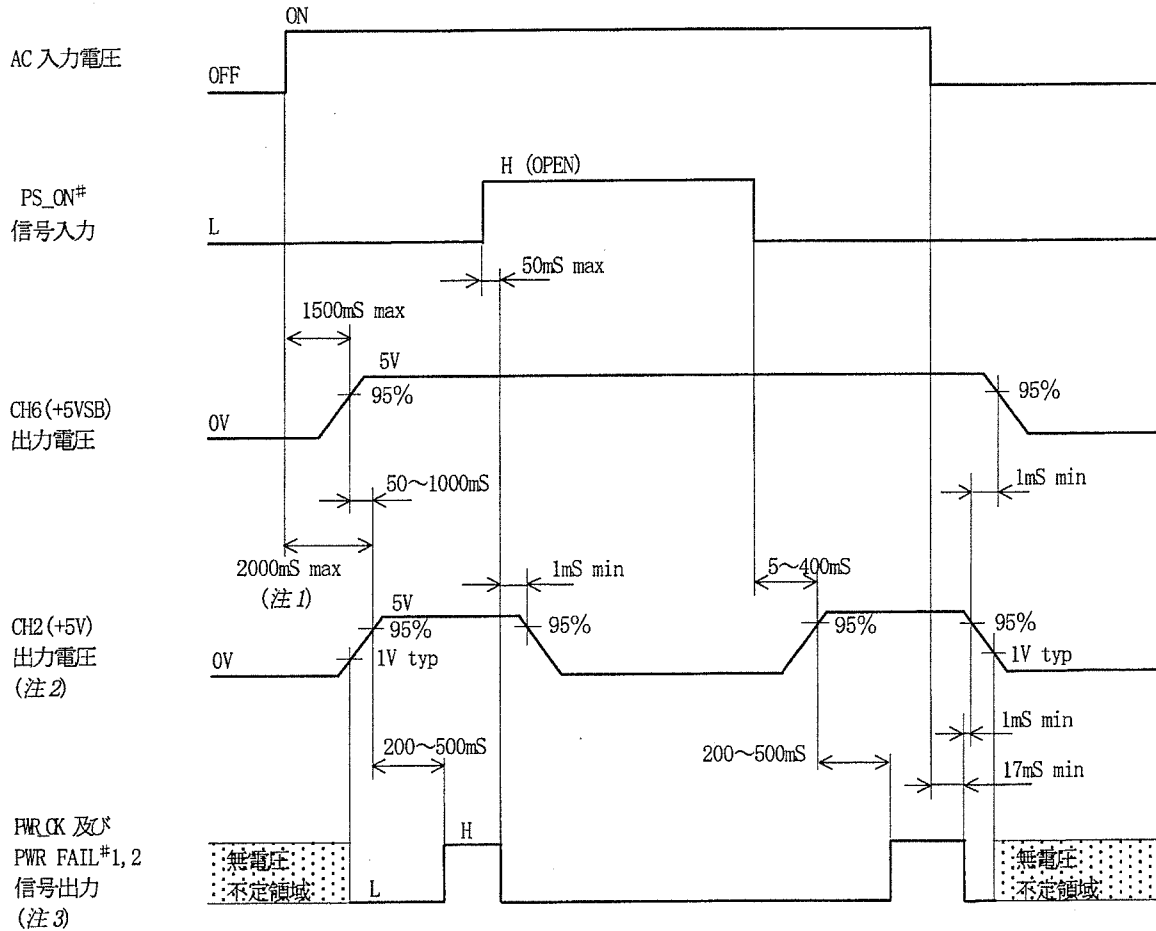 ON
AC 入力電圧
OFF
H (OPEN)
PS_ON#
信号入力
L
50mS max
1500mS max
5V
95%
95%
CH6(+5VSB)
出力電圧
0V
50～1000mS
1mS min
2000mS max
(注1)
1mS min
5～400mS
5V
95%
95%
95%
95%
CH2(+5V)
出力電圧
(注2)
0V
1V typ
1V typ
1mS min
200～500mS
200～500mS
17mS min
PWR_OK 及び
PWR FAIL#1,2
信号出力
(注3)
H
無電圧
不定領域
L
無電圧
不定領域